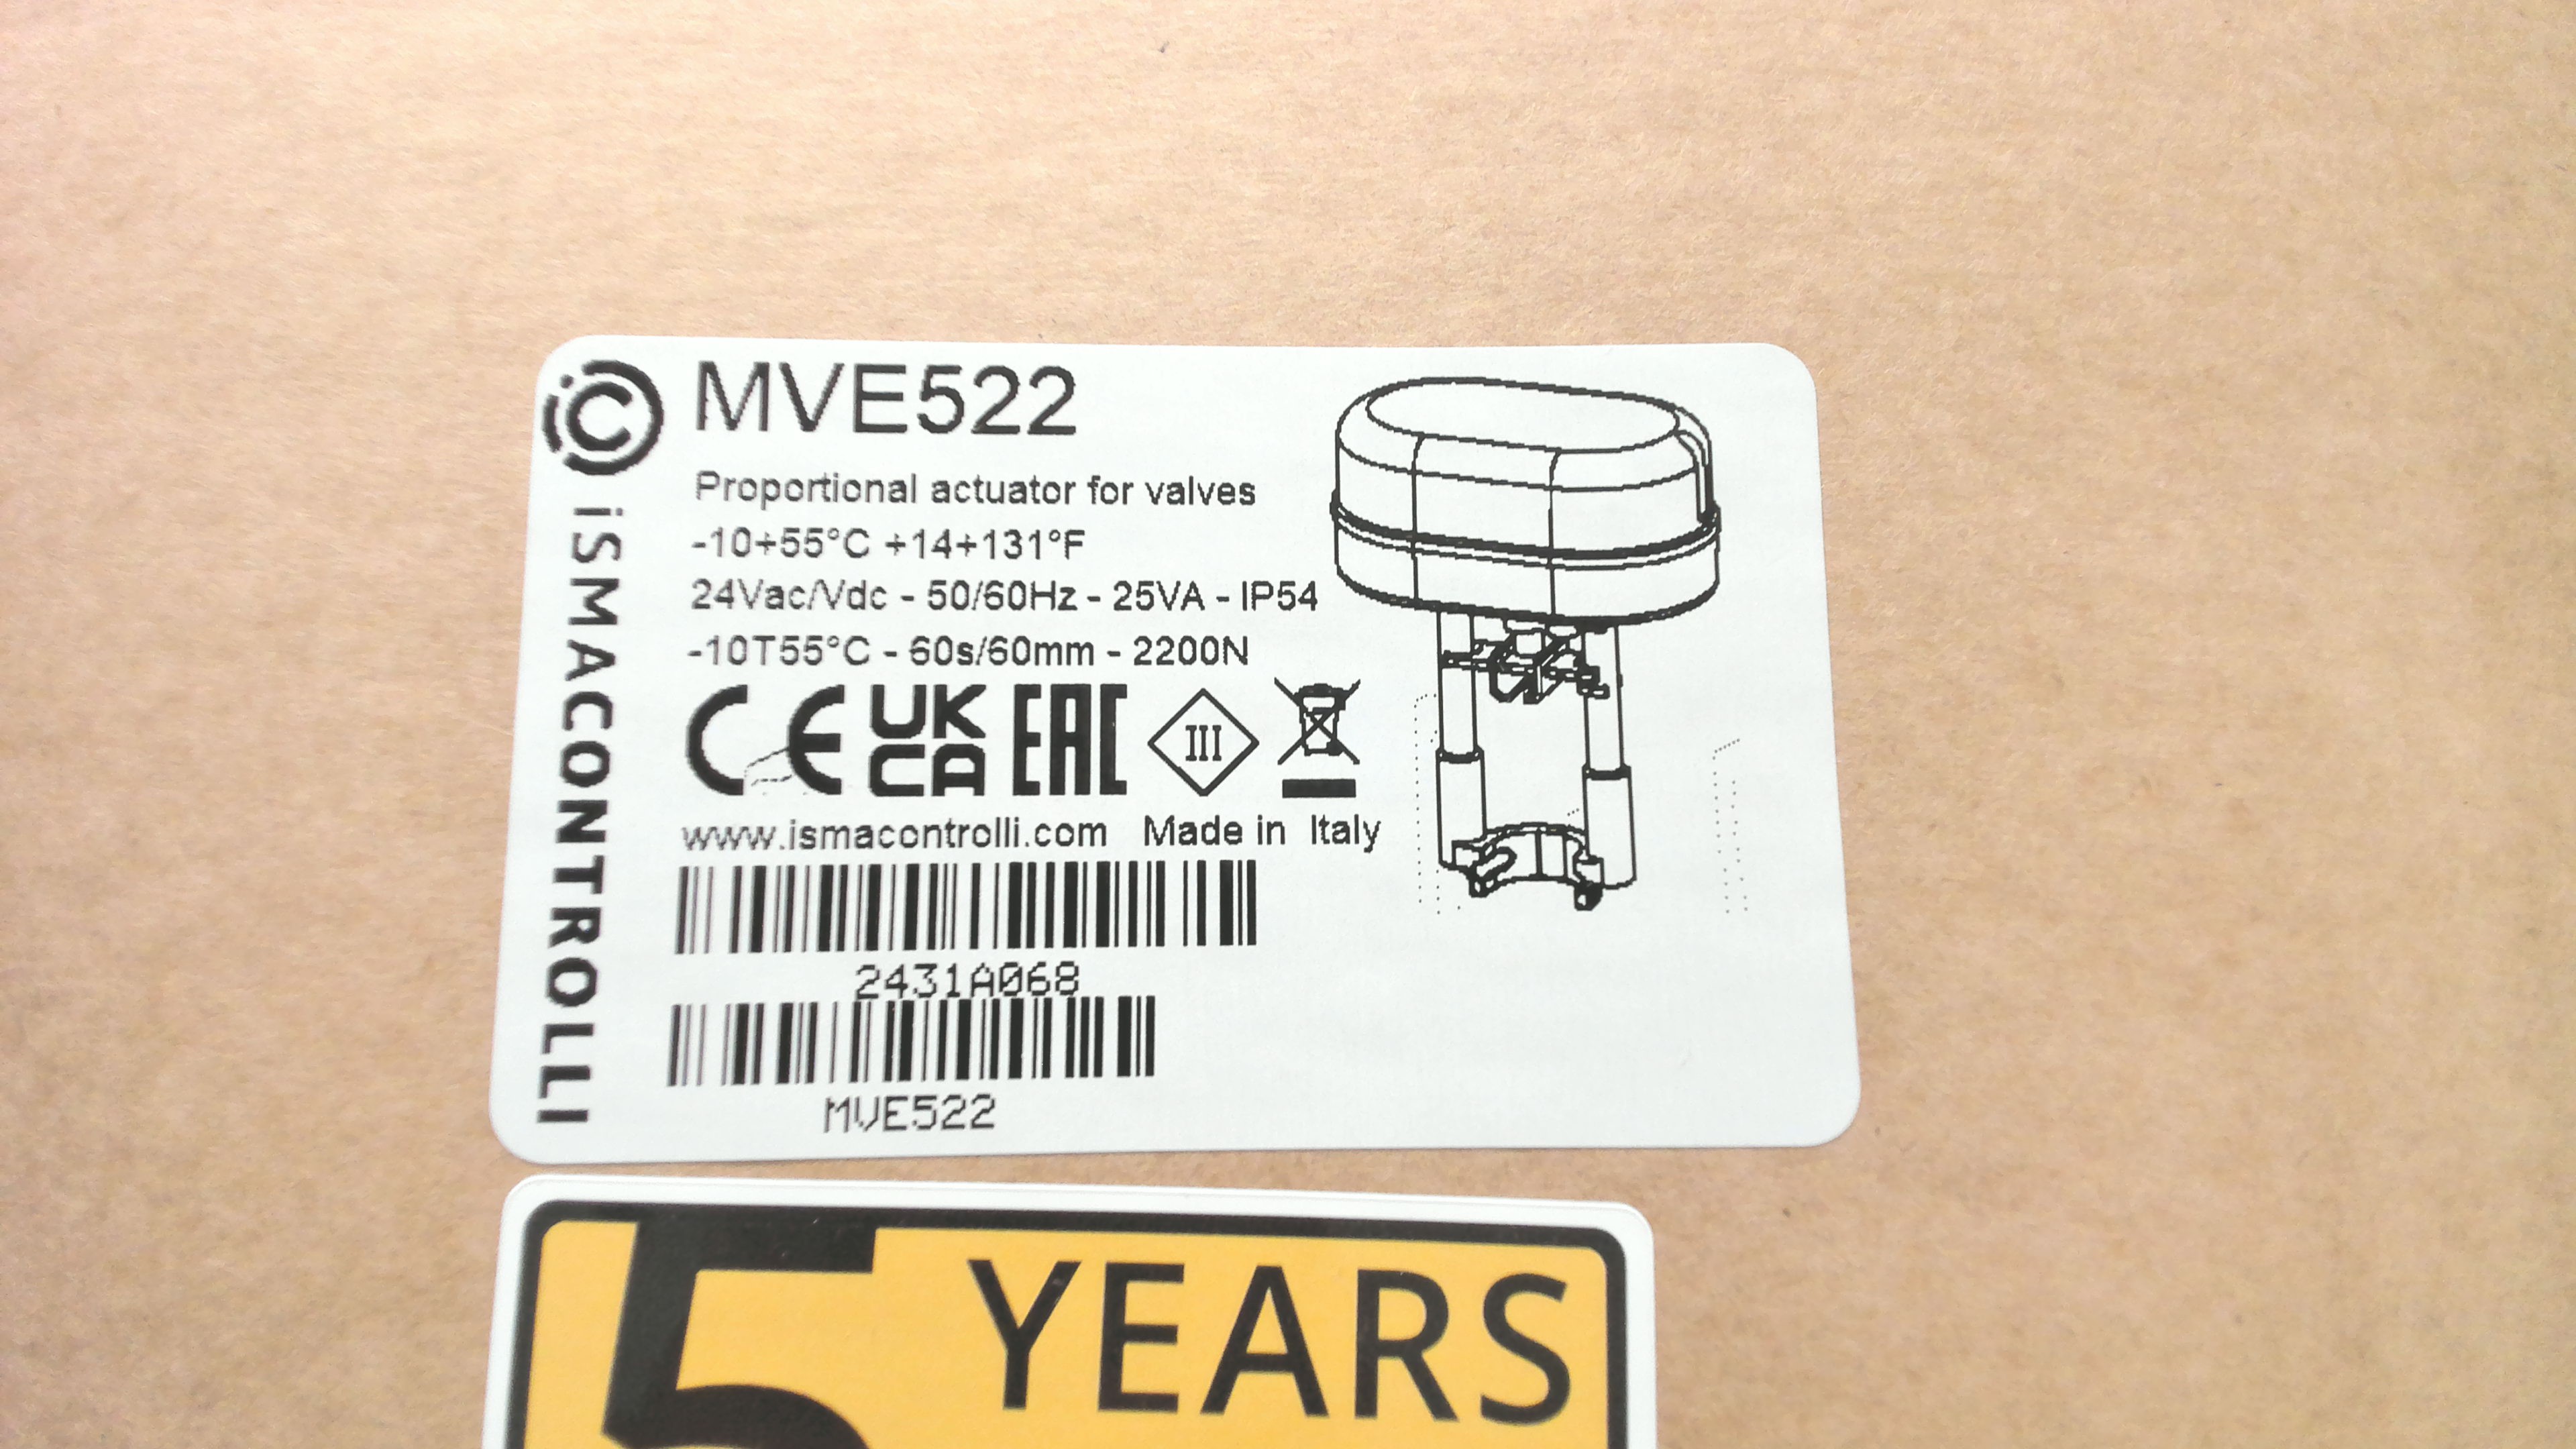 iSMACONTROLLI
MVE522
Proportional actuator for valves
-10+55°C +14+131°F
24Vac/Vdc - 50/60Hz - 25VA - IP54
-10T55°C - 60s/60mm - 2200N
CE UK CA EAC III
www.ismacontrolli.com Made in Italy
2431A068
MVE522
5 YEARS